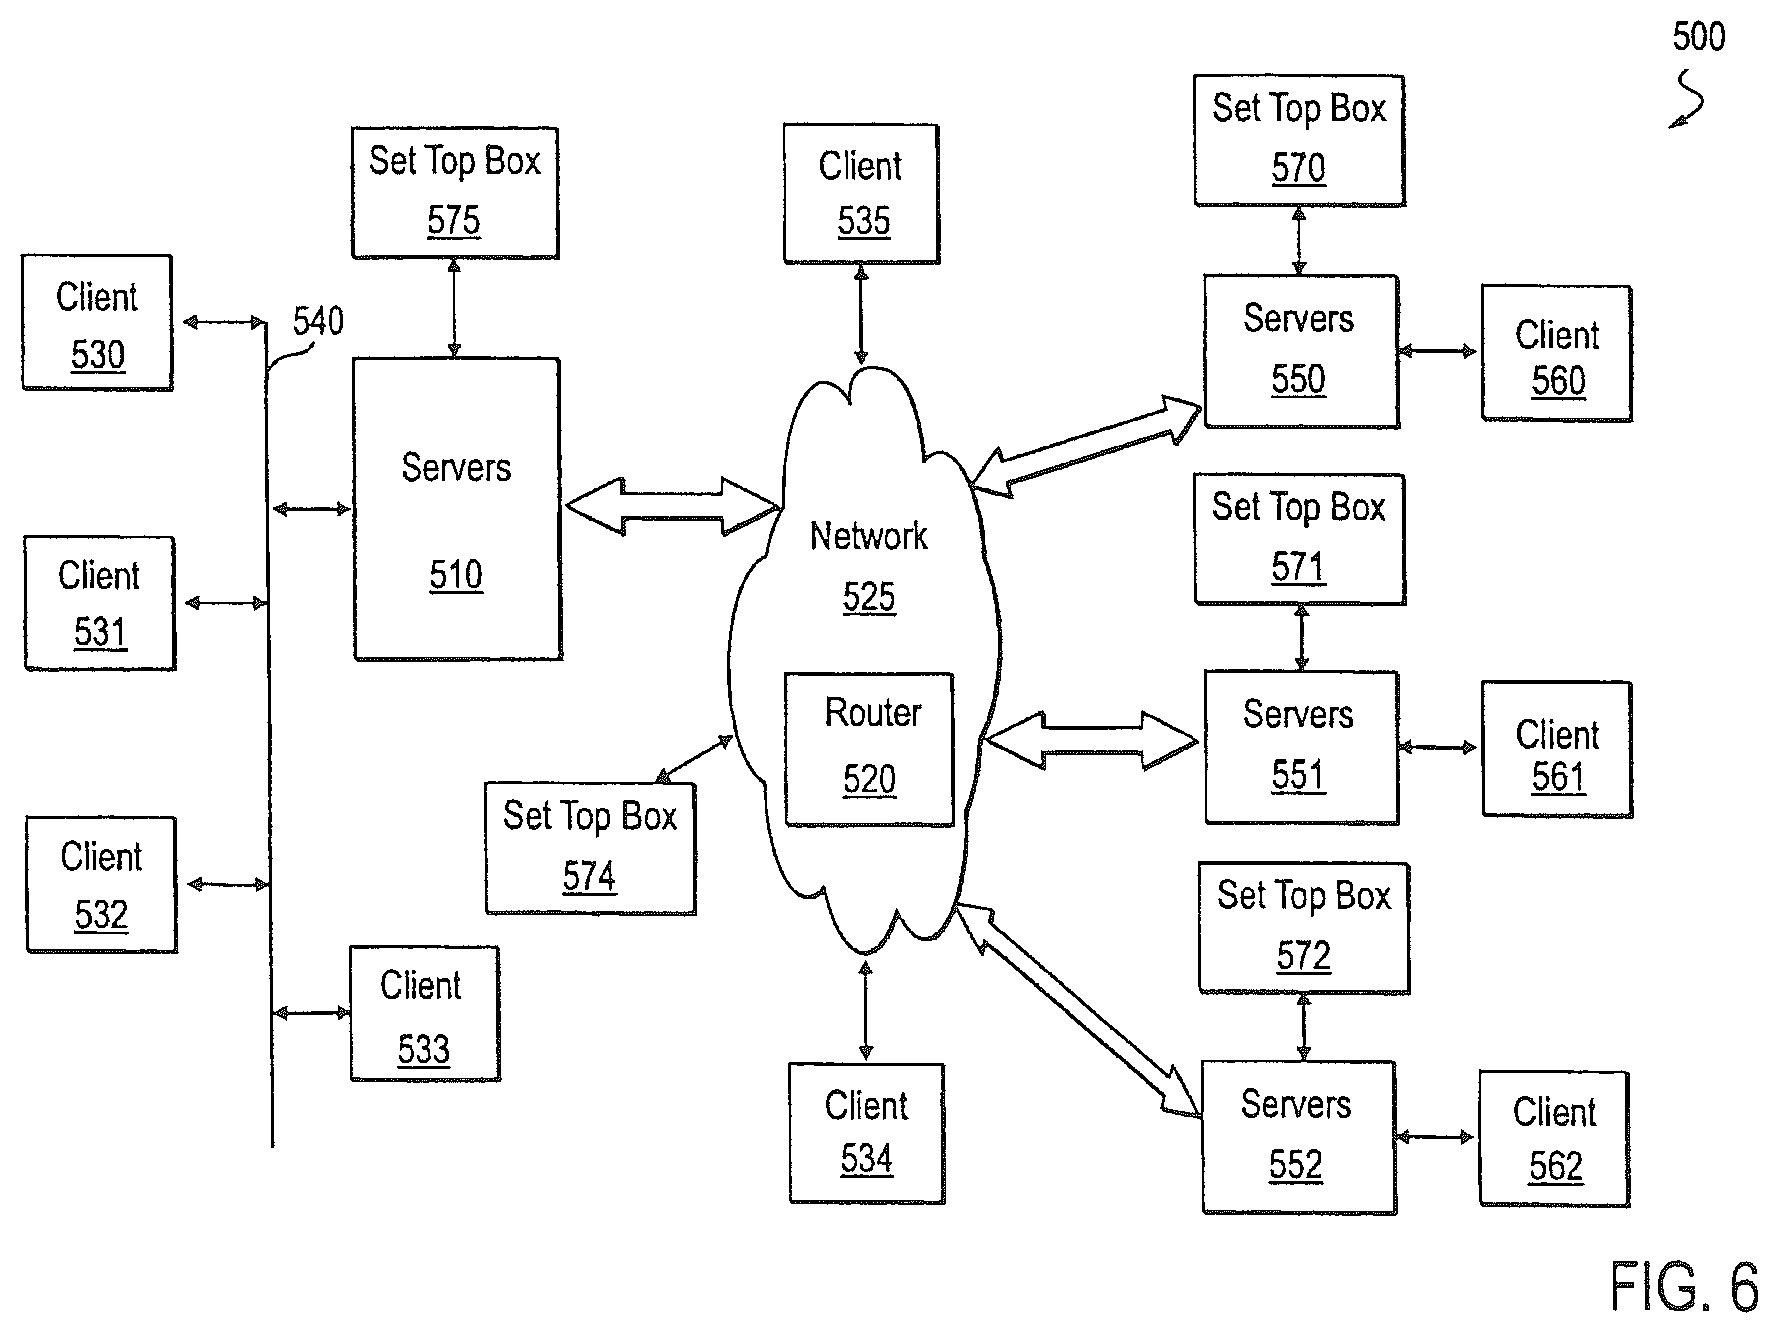 500
Set Top Box
570
Set Top Box
575
Client
535
Client
530
540
Servers
550
Client
560
Servers
510
Set Top Box
571
Network
525
Client
531
Router
520
Servers
551
Client
561
Set Top Box
574
Client
532
Set Top Box
572
Client
533
Client
534
Servers
552
Client
562
FIG. 6